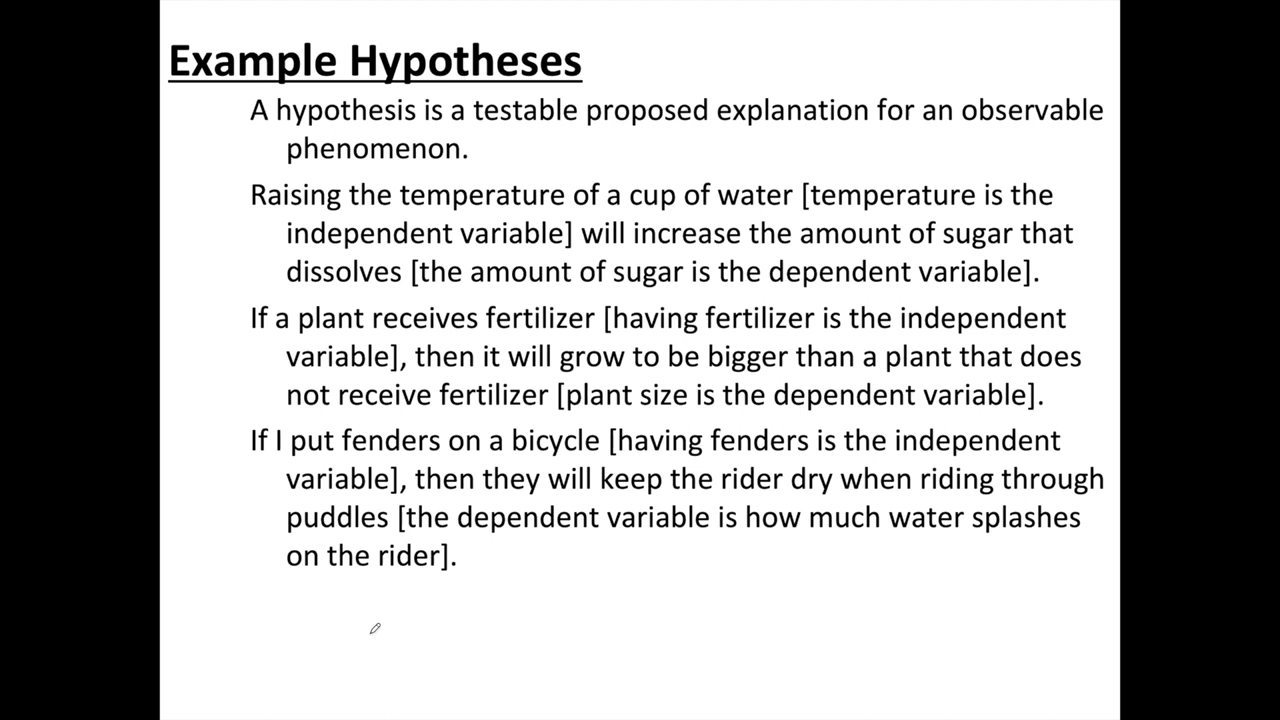 Example Hypotheses
A hypothesis is a testable proposed explanation for an observable
phenomenon.
Raising the temperature of a cup of water [temperature is the
independent variable] will increase the amount of sugar that
dissolves [the amount of sugar is the dependent variable].
If a plant receives fertilizer [having fertilizer is the independent
variable], then it will grow to be bigger than a plant that does
not receive fertilizer [plant size is the dependent variable].
If I put fenders on a bicycle [having fenders is the independent
variable], then they will keep the rider dry when riding through
puddles [the dependent variable is how much water splashes
on the rider].